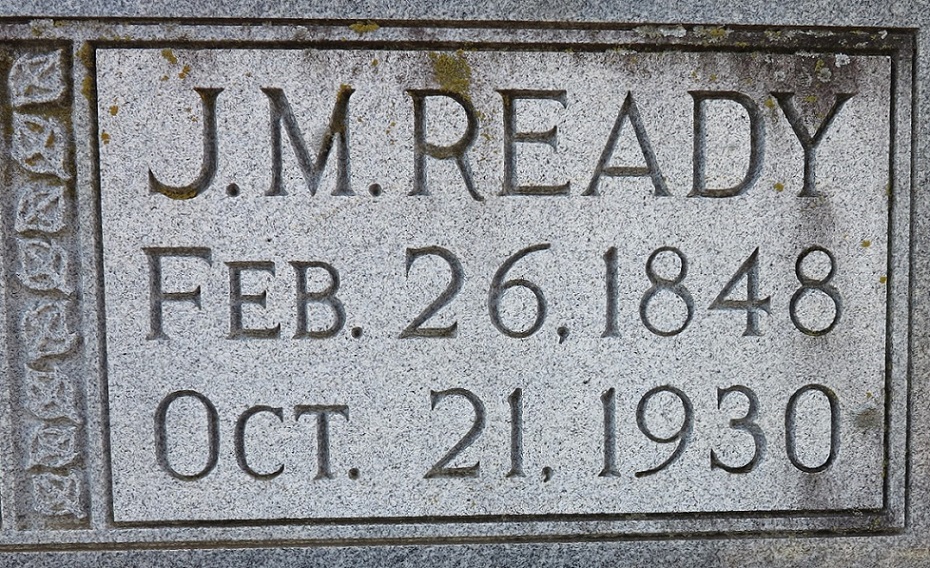 J.M. READY
FEB. 26, 1848
OCT. 21, 1930